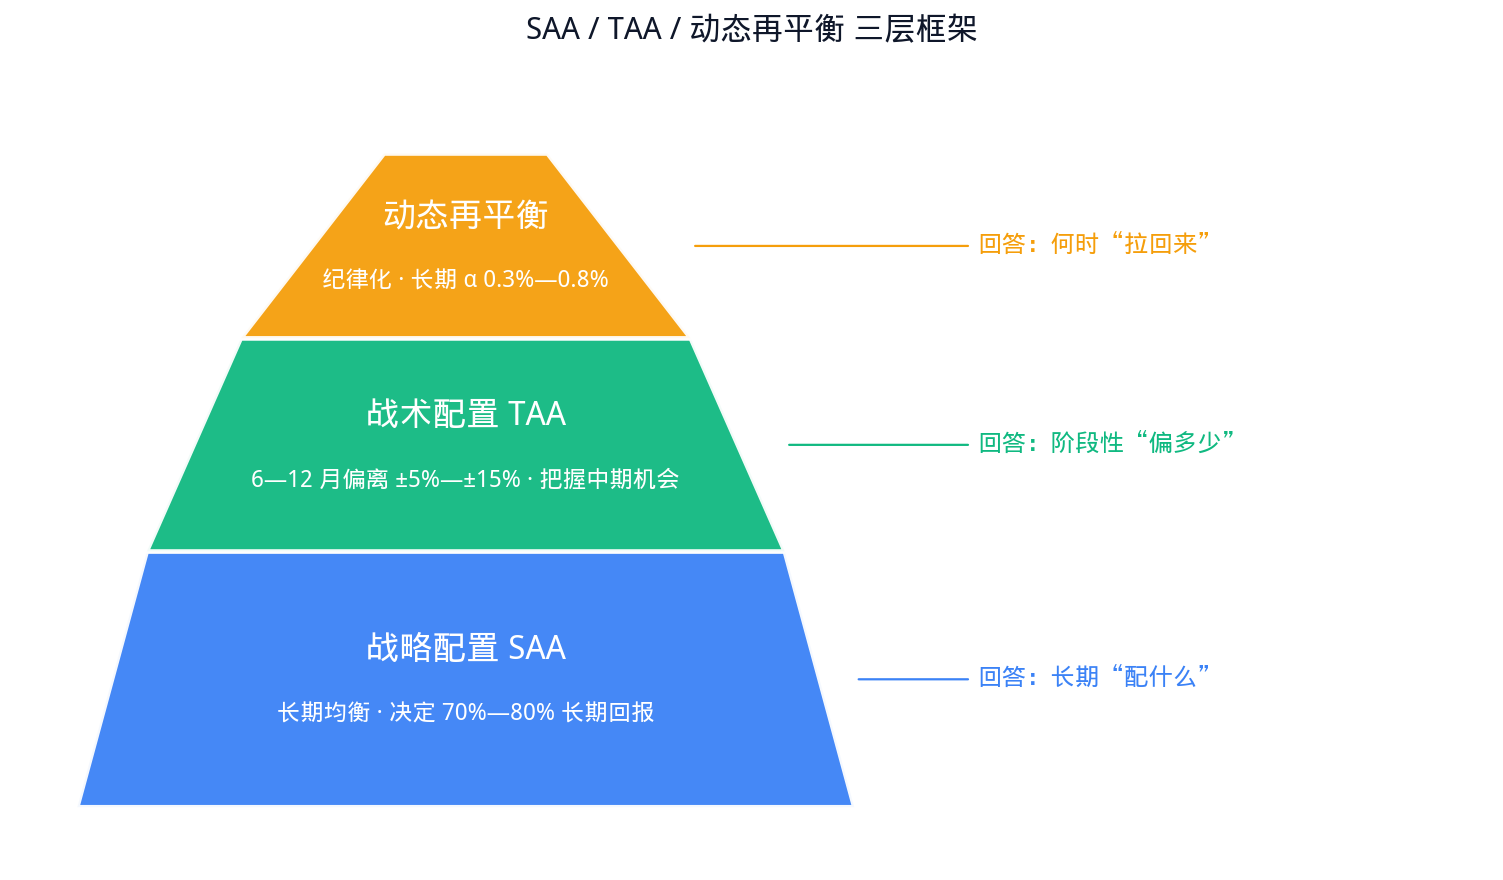 SAA / TAA / 动态再平衡 三层框架
动态再平衡
纪律化 · 长期 α 0.3%—0.8%
回答：何时“拉回来”
战术配置 TAA
6—12 月偏离 ±5%—±15% · 把握中期机会
回答：阶段性“偏多少”
战略配置 SAA
长期均衡 · 决定 70%—80% 长期回报
回答：长期“配什么”